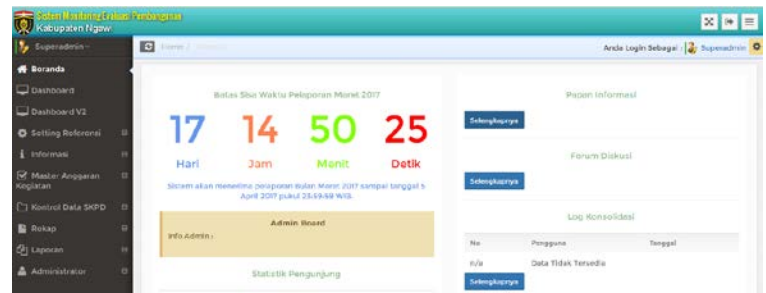 Sistem Monitoring Evaluasi Pembangunan
Kabupaten Ngawi
Superadmin
Home /
Anda Login Sebagai : Superadmin
Beranda
Dashboard
Dashboard V2
Setting Referensi
Informasi
Master Anggaran
Kegiatan
Kontrol Data SKPD
Rekap
Laporan
Administrator
Batas Sisa Waktu Pelaporan Maret 2017
17 14 50 25
Hari Jam Menit Detik
Sistem akan menerima pelaporan Bulan Maret 2017 sampai tanggal 5
April 2017 pukul 23:59:59 WIB.
Admin Board
Info Admin :
Statistik Pengunjung
Papan Informasi
Selengkapnya
Forum Diskusi
Selengkapnya
Log Konsolidasi
No Pengguna Tanggal
n/a Data Tidak Tersedia
Selengkapnya